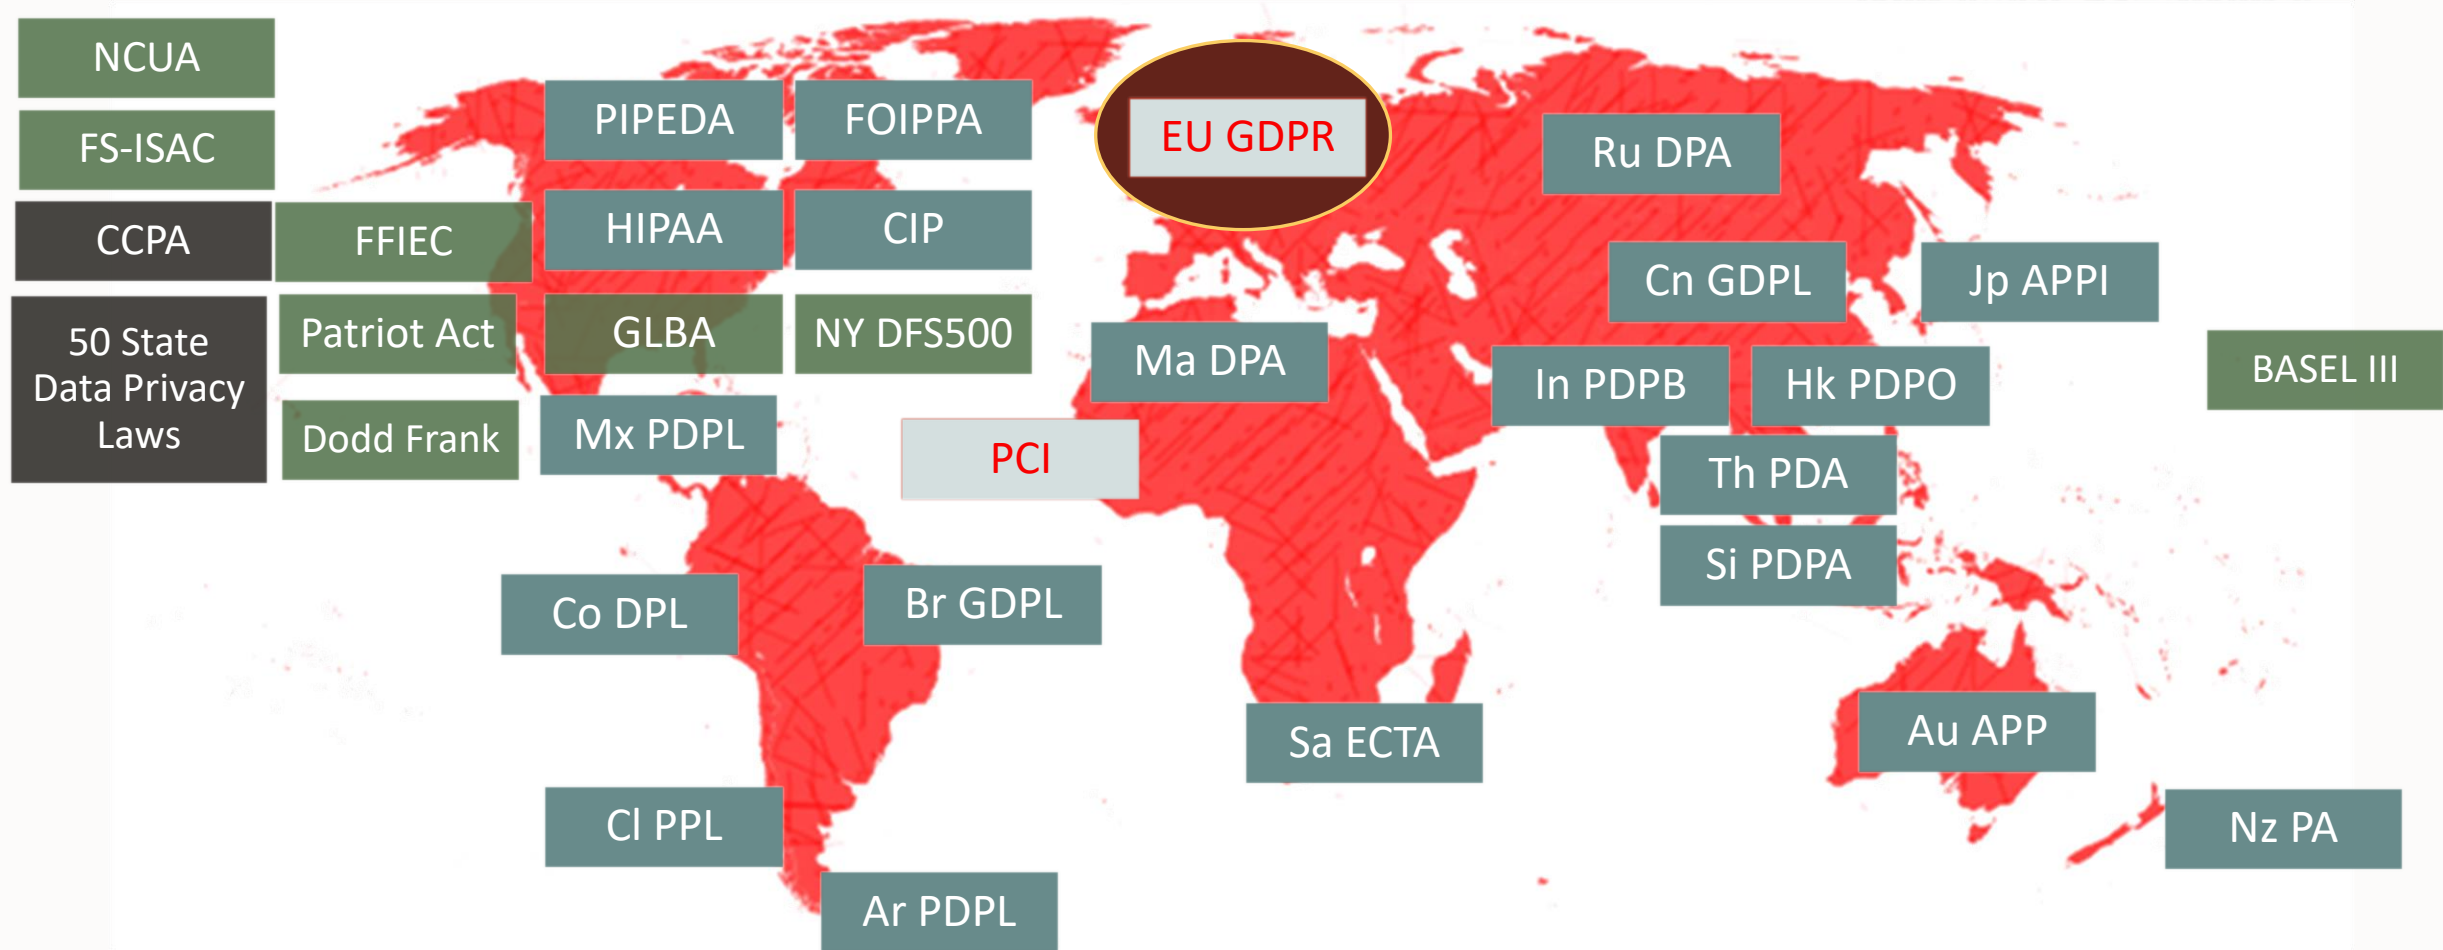 NCUA
FS-ISAC
CCPA
50 State
Data Privacy
Laws
FFIEC
Patriot Act
Dodd Frank
PIPEDA
FOIPPA
HIPAA
CIP
GLBA
NY DFS500
Mx PDPL
EU GDPR
Ma DPA
PCI
Co DPL
Br GDPL
Cl PPL
Ar PDPL
Sa ECTA
Ru DPA
Cn GDPL
Jp APPI
In PDPB
Hk PDPO
Th PDA
Si PDPA
BASEL III
Au APP
Nz PA